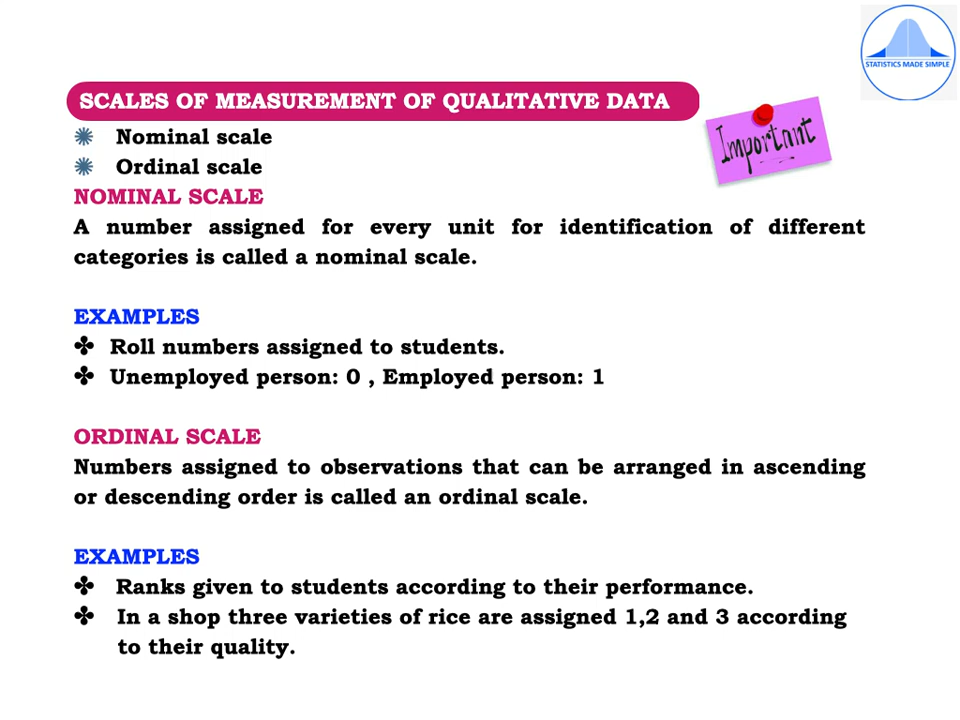 STATISTICS MADE SIMPLE
SCALES OF MEASUREMENT OF QUALITATIVE DATA
Important
Nominal scale
Ordinal scale
NOMINAL SCALE
A number assigned for every unit for identification of different
categories is called a nominal scale.
EXAMPLES
Roll numbers assigned to students.
Unemployed person: 0 , Employed person: 1
ORDINAL SCALE
Numbers assigned to observations that can be arranged in ascending
or descending order is called an ordinal scale.
EXAMPLES
Ranks given to students according to their performance.
In a shop three varieties of rice are assigned 1,2 and 3 according
to their quality.